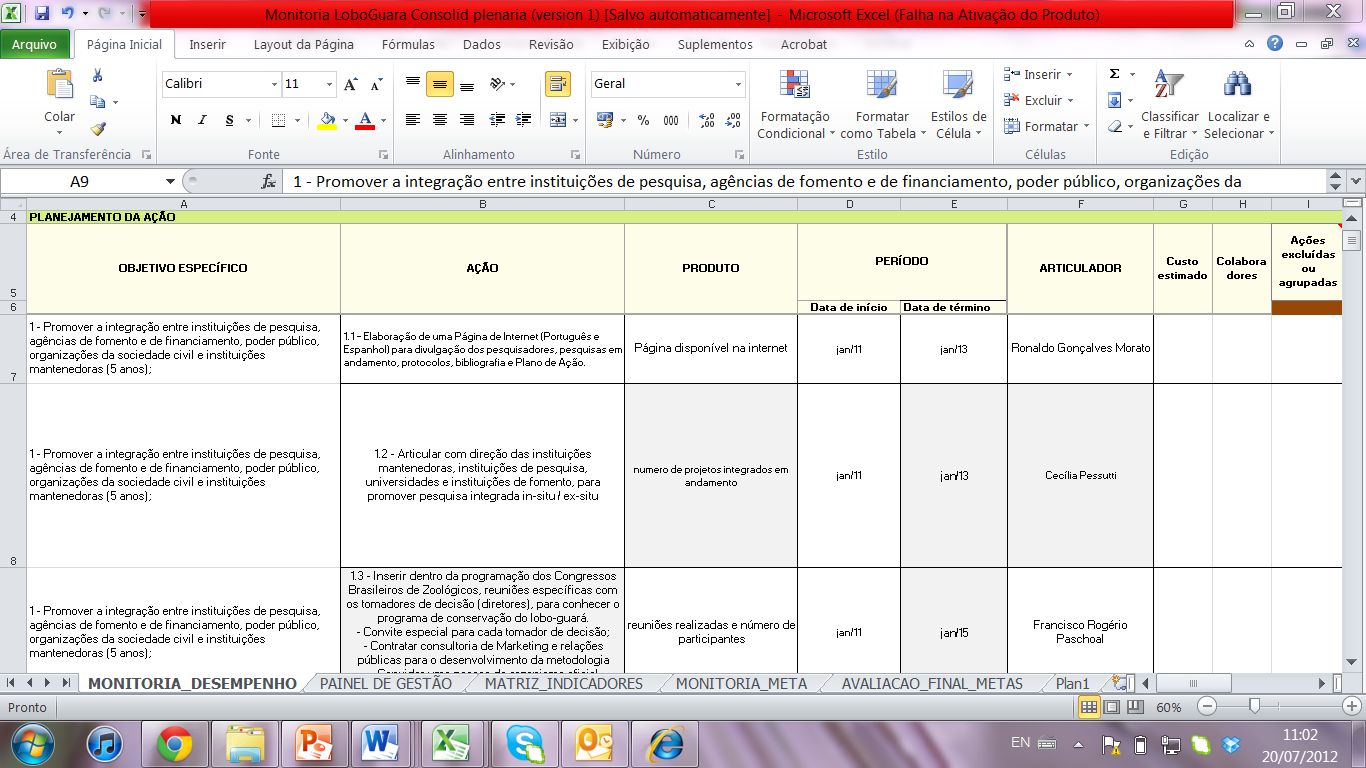 Monitoria LoboGuara Consolid plenaria (version 1) [Salvo automaticamente] - Microsoft Excel (Falha na Ativação do Produto)
Arquivo Página Inicial Inserir Layout da Página Fórmulas Dados Revisão Exibição Suplementos Acrobat
Colar
Área de Transferência
Calibri 11
N I S
Fonte
Alinhamento
Geral
% 000
Número
Formatação Condicional
Formatar como Tabela
Estilos de Célula
Estilo
Inserir
Excluir
Formatar
Células
Classificar e Filtrar
Localizar e Selecionar
Edição
A9 fx 1 - Promover a integração entre instituições de pesquisa, agências de fomento e de financiamento, poder público, organizações da
A B C D E F G H I
4 PLANEJAMENTO DA AÇÃO
5 OBJETIVO ESPECÍFICO AÇÃO PRODUTO PERÍODO ARTICULADOR Custo estimado Colabora dores Ações excluídas ou agrupadas
6 Data de início Data de término
7
1 - Promover a integração entre instituições de pesquisa,
agências de fomento e de financiamento, poder público,
organizações da sociedade civil e instituições
mantenedoras (5 anos);
1.1 - Elaboração de uma Página de Internet (Português e
Espanhol) para divulgação dos pesquisadores, pesquisas em
andamento, protocolos, bibliografia e Plano de Ação.
Página disponível na internet
jan/11
jan/13
Ronaldo Gonçalves Morato
8
1 - Promover a integração entre instituições de pesquisa,
agências de fomento e de financiamento, poder público,
organizações da sociedade civil e instituições
mantenedoras (5 anos);
1.2 - Articular com direção das instituições
mantenedoras, instituições de pesquisa,
universidades e instituições de fomento, para
promover pesquisa integrada in-situ / ex-situ
numero de projetos integrados em
andamento
jan/11
jan/13
Cecília Pessutti
1 - Promover a integração entre instituições de pesquisa,
agências de fomento e de financiamento, poder público,
organizações da sociedade civil e instituições
mantenedoras (5 anos);
1.3 - Inserir dentro da programação dos Congressos
Brasileiros de Zoológicos, reuniões específicas com
os tomadores de decisão (diretores), para conhecer o
programa de conservação do lobo-guará.
- Convite especial para cada tomador de decisão;
- Contratar consultoria de Marketing e relações
públicas para o desenvolvimento da metodologia
reuniões realizadas e número de
participantes
jan/11
jan/15
Francisco Rogério
Paschoal
MONITORIA_DESEMPENHO PAINEL DE GESTÃO MATRIZ_INDICADORES MONITORIA_META AVALIACAO_FINAL_METAS Plan1
Pronto 60%
EN 11:02
20/07/2012